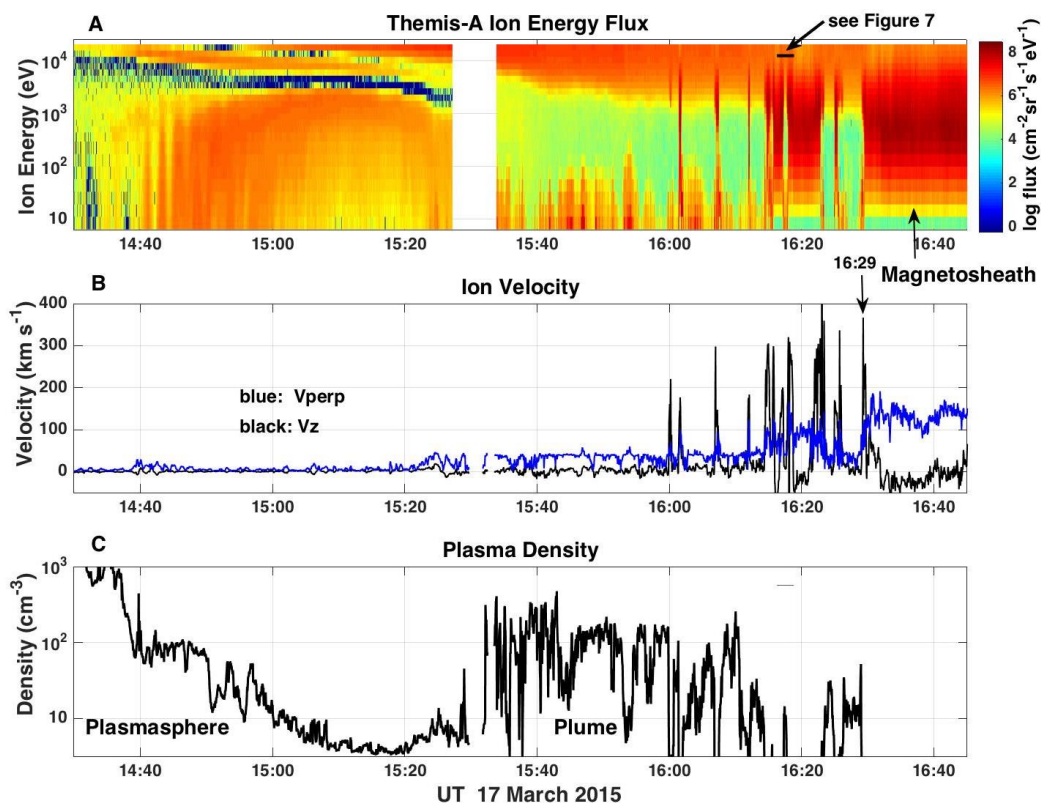 A
Themis-A Ion Energy Flux
see Figure 7
Ion Energy (eV)
10^4
10^3
10^2
10
14:40 15:00 15:20 15:40 16:00 16:20 16:40
8
6
4
2
0
log flux (cm^-2 sr^-1 s^-1 eV^-1)
16:29
Magnetosheath
B
Ion Velocity
Velocity (km s^-1)
400
300
200
100
0
blue: Vperp
black: Vz
14:40 15:00 15:20 15:40 16:00 16:20 16:40
C
Plasma Density
Density (cm^-3)
10^3
10^2
10
Plasmasphere
Plume
14:40 15:00 15:20 15:40 16:00 16:20 16:40
UT 17 March 2015